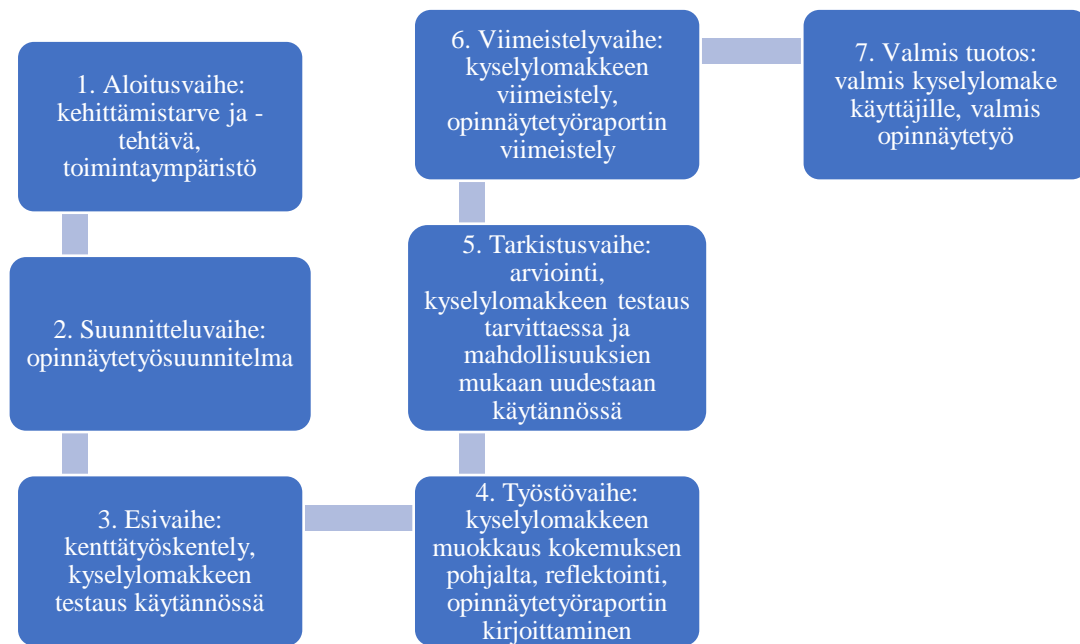 1. Aloitusvaihe:
kehittämistarve ja -
tehtävä,
toimintaympäristö
2. Suunnitteluvaihe:
opinnäytetyösuunnitelma
3. Esivaihe:
kenttätyöskentely,
kyselylomakkeen
testaus käytännössä
4. Työstövaihe:
kyselylomakkeen
muokkaus kokemuksen
pohjalta, reflektointi,
opinnäytetyöraportin
kirjoittaminen
5. Tarkistusvaihe:
arviointi,
kyselylomakkeen testaus
tarvittaessa ja
mahdollisuuksien
mukaan uudestaan
käytännössä
6. Viimeistelyvaihe:
kyselylomakkeen
viimeistely,
opinnäytetyöraportin
viimeistely
7. Valmis tuotos:
valmis kyselylomake
käyttäjille, valmis
opinnäytetyö